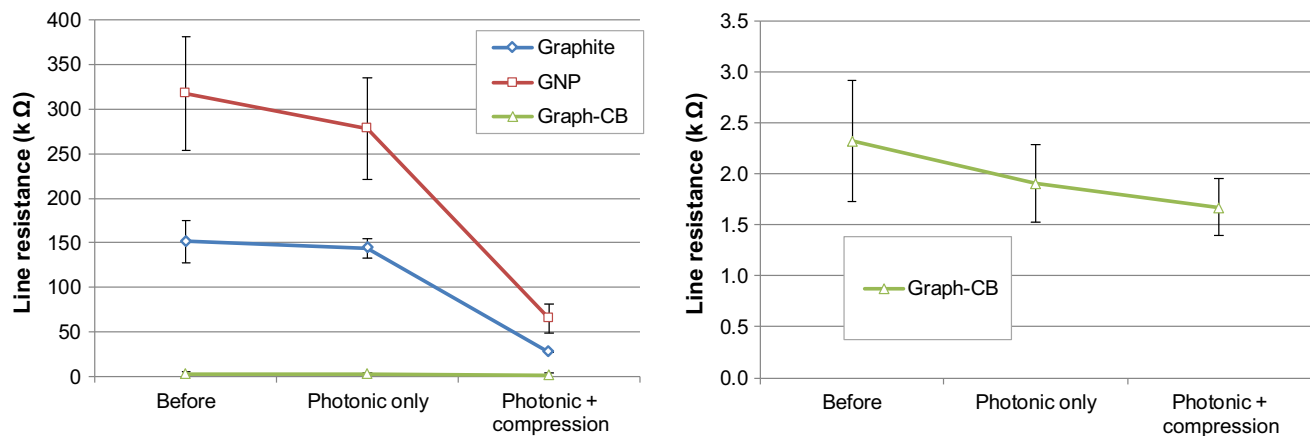 Line resistance (k Ω)
400
350
300
250
200
150
100
50
0
Graphite
GNP
Graph-CB
Before
Photonic only
Photonic +
compression
Line resistance (k Ω)
3.5
3.0
2.5
2.0
1.5
1.0
0.5
0.0
Graph-CB
Before
Photonic only
Photonic +
compression